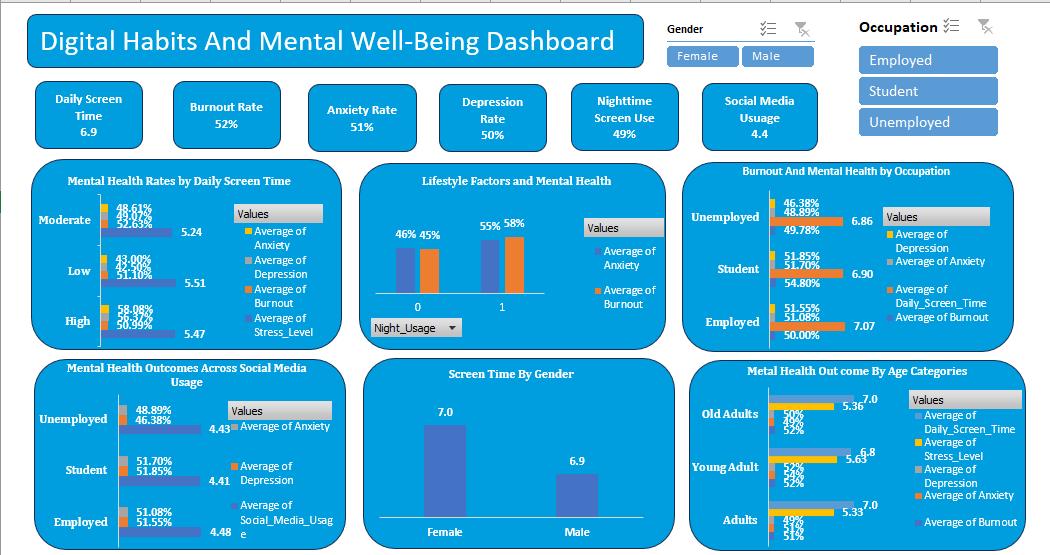 Digital Habits And Mental Well-Being Dashboard
Gender
Female
Male
Occupation
Employed
Student
Unemployed
Daily Screen
Time
6.9
Burnout Rate
52%
Anxiety Rate
51%
Depression
Rate
50%
Nighttime
Screen Use
49%
Social Media
Usuage
4.4
Mental Health Rates by Daily Screen Time
Moderate
48.61%
49.07%
52.63%
5.24
Low
43.00%
42.50%
51.10%
5.51
High
58.08%
56.37%
50.99%
5.47
Values
Average of
Anxiety
Average of
Depression
Average of
Burnout
Average of
Stress_Level
Lifestyle Factors and Mental Health
46%
45%
55%
58%
0
1
Night_Usage
Values
Average of
Anxiety
Average of
Burnout
Burnout And Mental Health by Occupation
Unemployed
46.38%
48.89%
6.86
49.78%
Student
51.85%
51.70%
6.90
54.80%
Employed
51.55%
51.08%
7.07
50.00%
Values
Average of
Depression
Average of Anxiety
Average of
Daily_Screen_Time
Average of Burnout
Mental Health Outcomes Across Social Media
Usage
Unemployed
48.89%
46.38%
4.43
Student
51.70%
51.85%
4.41
Employed
51.08%
51.55%
4.48
Values
Average of Anxiety
Average of
Depression
Average of
Social_Media_Usag
e
Screen Time By Gender
7.0
6.9
Female
Male
Metal Health Out come By Age Categories
Old Adults
7.0
5.36
50%
49%
52%
Young Adult
6.8
5.63
52%
54%
52%
Adults
7.0
5.33
49%
51%
51%
Values
Average of
Daily_Screen_Time
Average of
Stress_Level
Average of
Depression
Average of Anxiety
Average of Burnout